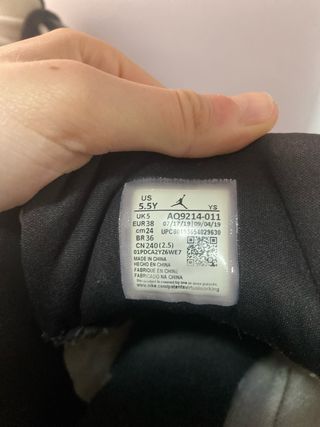 US
5.5Y YS
UK 5 AQ9214-011
EUR 38 07/17/19 09/04/19
cm 24
BR 36
CN 240 (2.5)
01PDCA2YZ6WE7
MADE IN CHINA
HECHO EN CHINA
FABRIQUÉ EN CHINE
FABRICADO NA CHINA